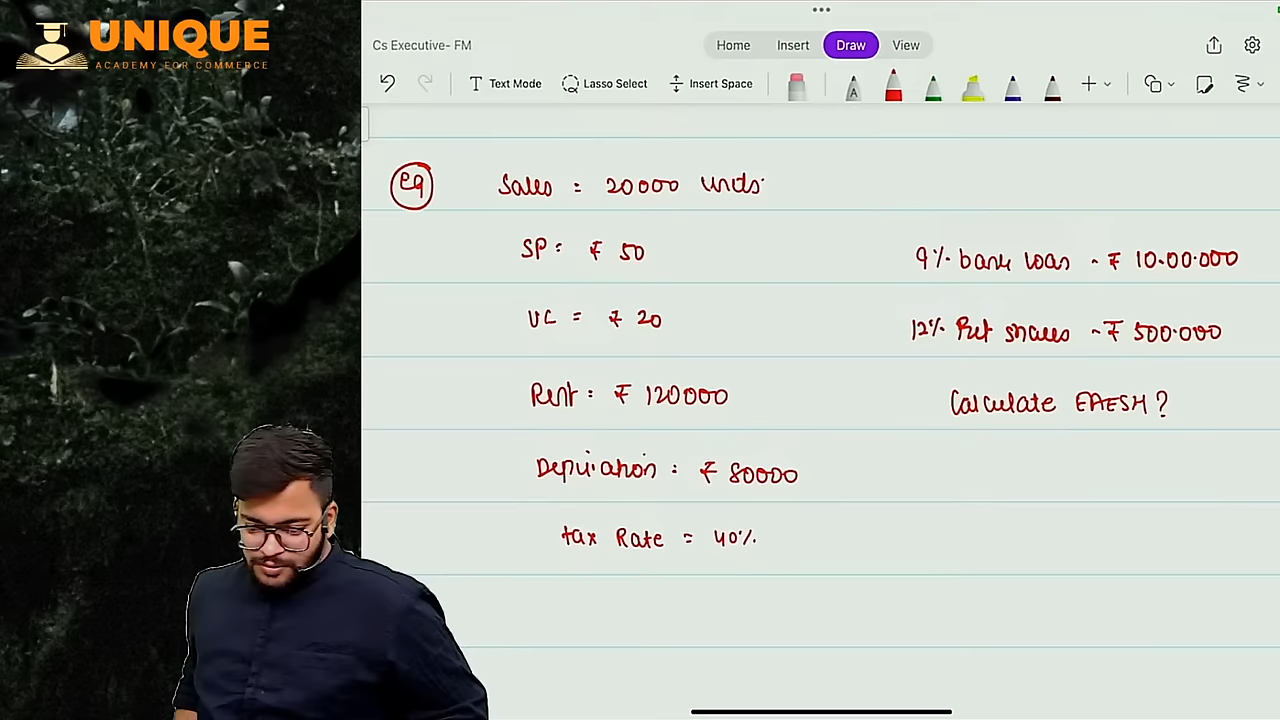 UNIQUE
ACADEMY FOR COMMERCE
Cs Executive- FM
Home Insert Draw View
Text Mode Lasso Select Insert Space
A
eg
Sales = 20000 units.
SP = ₹ 50
VC = ₹ 20
Rent = ₹ 120000
Depreciation = ₹ 80000
tax Rate = 40%
9% bank loan - ₹ 10.00.000
12% Pref shares - ₹ 500.000
Calculate EAESH?